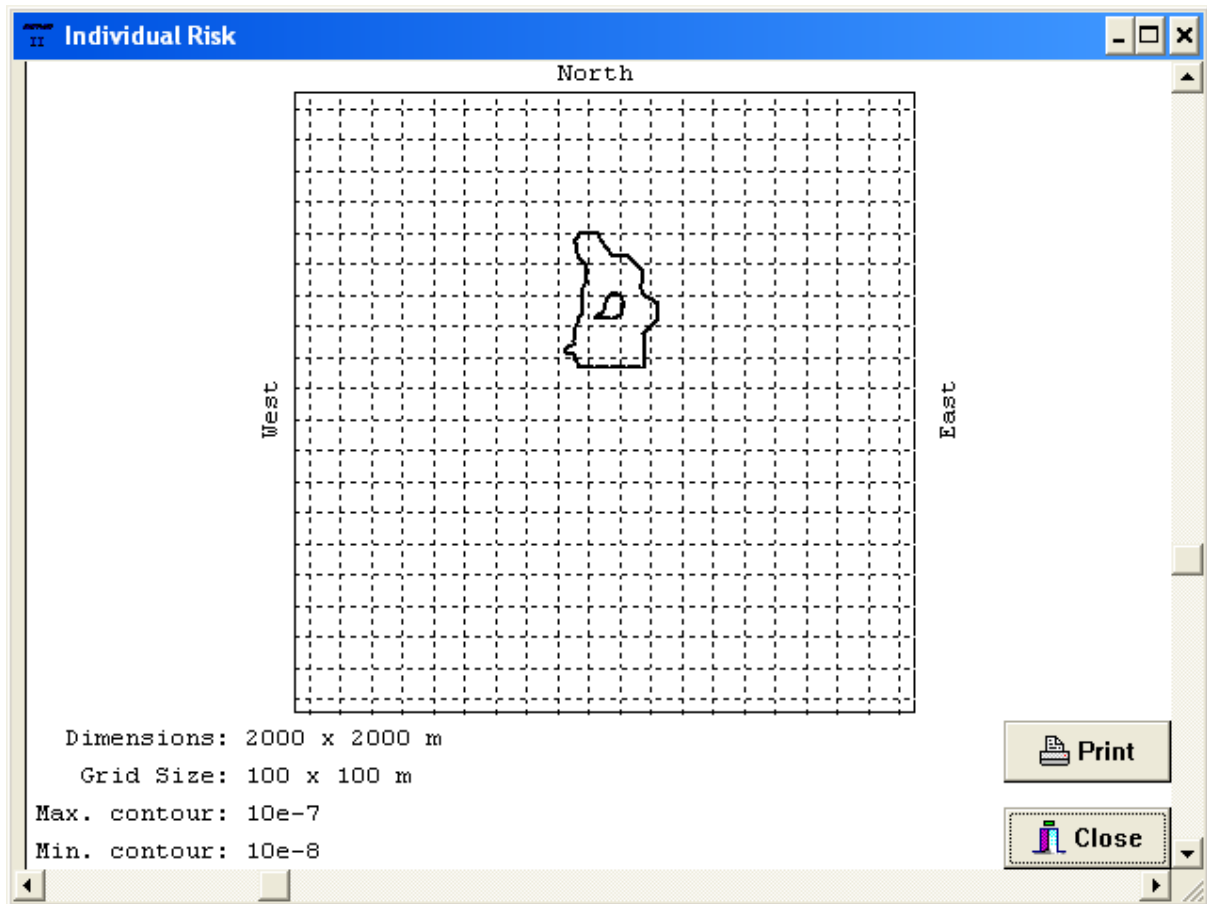 II Individual Risk
North
West
East
Dimensions: 2000 x 2000 m
Grid Size: 100 x 100 m
Max. contour: 10e-7
Min. contour: 10e-8
Print
Close